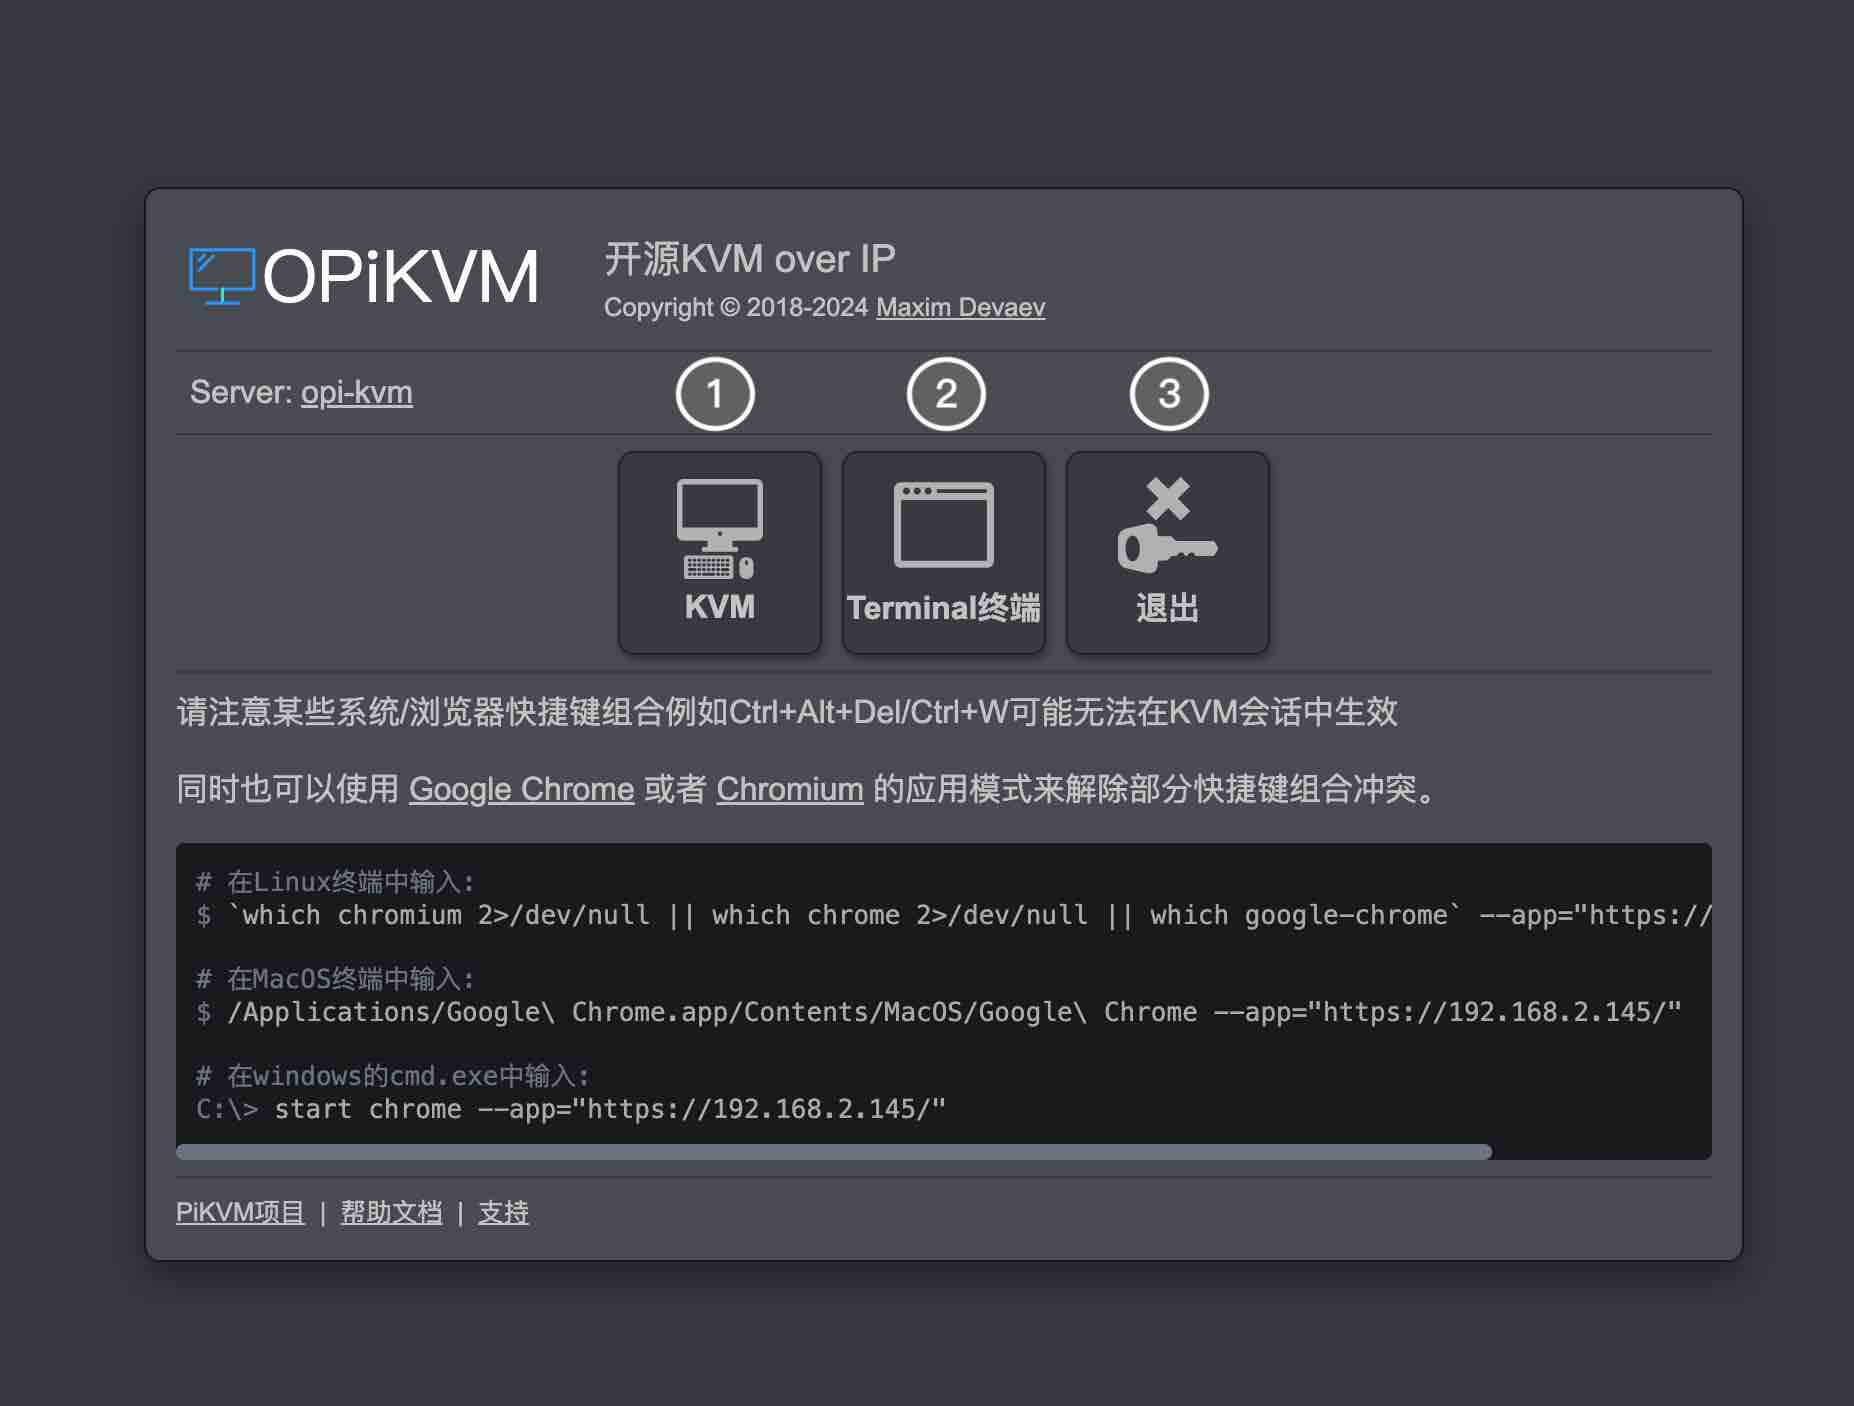 OPiKVM
开源KVM over IP
Copyright © 2018-2024 Maxim Devaev
Server: opi-kvm
1 2 3
KVM Terminal终端 退出
请注意某些系统/浏览器快捷键组合例如Ctrl+Alt+Del/Ctrl+W可能无法在KVM会话中生效
同时也可以使用 Google Chrome 或者 Chromium 的应用模式来解除部分快捷键组合冲突。
# 在Linux终端中输入:
$ `which chromium 2>/dev/null || which chrome 2>/dev/null || which google-chrome` --app="https://
# 在MacOS终端中输入:
$ /Applications/Google\ Chrome.app/Contents/MacOS/Google\ Chrome --app="https://192.168.2.145/"
# 在windows的cmd.exe中输入:
C:\> start chrome --app="https://192.168.2.145/"
PiKVM项目 | 帮助文档 | 支持